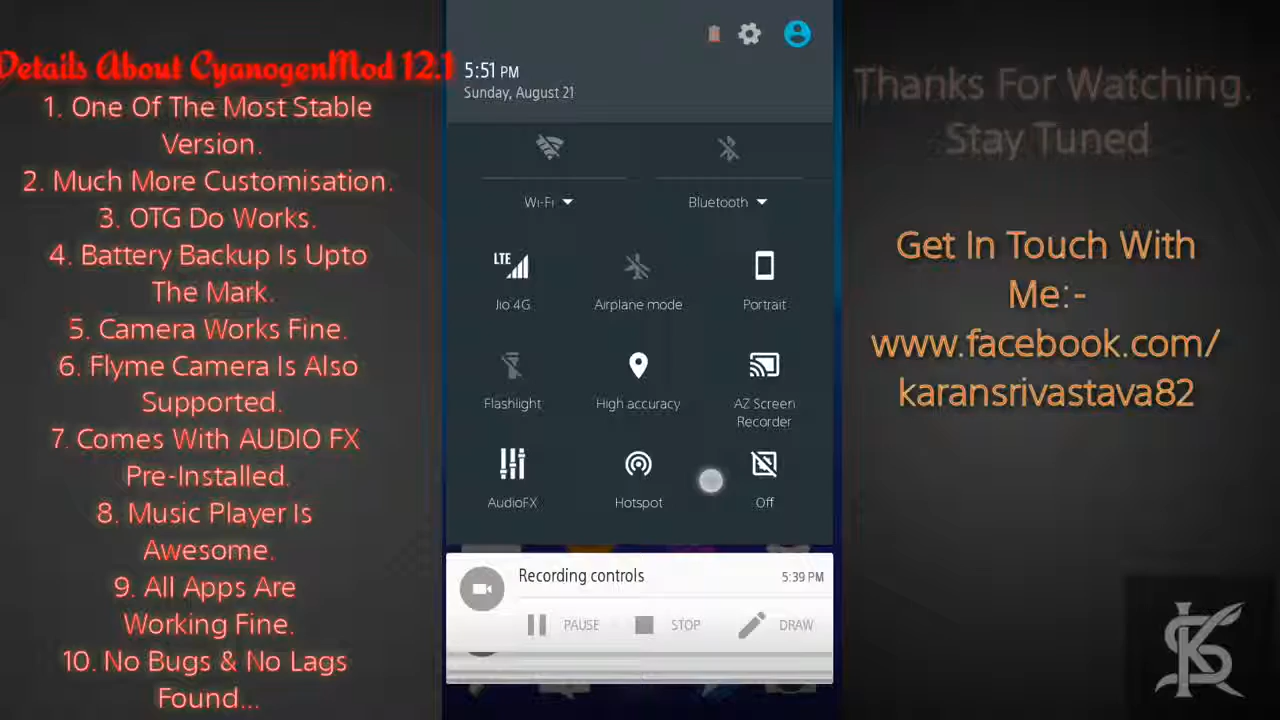 Details About CyanogenMod 12.1
1. One Of The Most Stable
Version.
2. Much More Customisation.
3. OTG Do Works.
4. Battery Backup Is Upto
The Mark.
5. Camera Works Fine.
6. Flyme Camera Is Also
Supported.
7. Comes With AUDIO FX
Pre-Installed.
8. Music Player Is
Awesome.
9. All Apps Are
Working Fine.
10. No Bugs & No Lags
Found...
5:51 PM
Sunday, August 21
Wi-Fi
Bluetooth
LTE
Jio 4G
Airplane mode
Portrait
Flashlight
High accuracy
AZ Screen
Recorder
AudioFX
Hotspot
Off
Recording controls
5:39 PM
PAUSE
STOP
DRAW
Thanks For Watching.
Stay Tuned
Get In Touch With
Me:-
www.facebook.com/
karansrivastava82
KS